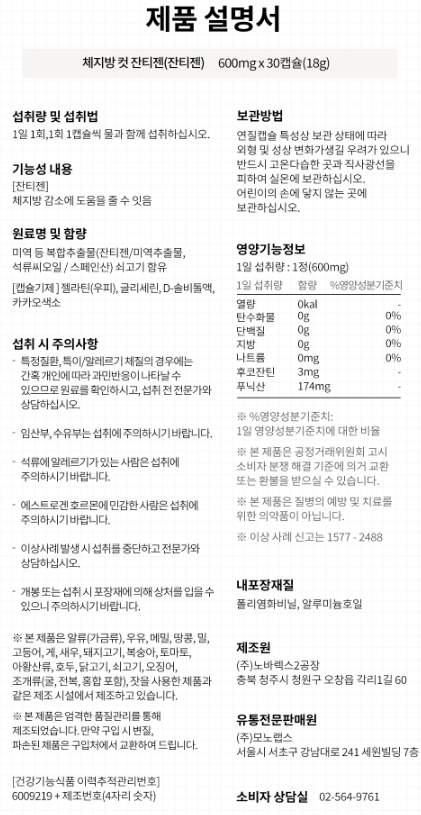 제품 설명서
체지방 컷 잔티젠(잔티젠) 600mg x 30캡슐(18g)
섭취량 및 섭취법
1일 1회,1회 1캡슐씩 물과 함께 섭취하십시오.
기능성 내용
[잔티젠]
체지방 감소에 도움을 줄 수 잇음
원료명 및 함량
미역 등 복합추출물(잔티젠/미역추출물,
석류씨오일 / 스페인산) 쇠고기 함유
[캡슐기제 ] 젤라틴(우피), 글리세린, D-솔비톨액,
카카오색소
섭취 시 주의사항
- 특정질환, 특이/알레르기 체질의 경우에는
간혹 개인에 따라 과민반응이 나타날 수
있으므로 원료를 확인하시고, 섭취 전 전문가와
상담하십시오.
- 임산부, 수유부는 섭취에 주의하시기 바랍니다.
- 석류에 알레르기가 있는 사람은 섭취에
주의하시기 바랍니다.
- 에스트로겐 호르몬에 민감한 사람은 섭취에
주의하시기 바랍니다.
- 이상사례 발생 시 섭취를 중단하고 전문가와
상담하십시오.
- 개봉 또는 섭취 시 포장재에 의해 상처를 입을 수
있으니 주의하시기 바랍니다.
※ 본 제품은 알류(가금류), 우유, 메밀, 땅콩, 밀,
고등어, 게, 새우, 돼지고기, 복숭아, 토마토,
아황산류, 호두, 닭고기, 쇠고기, 오징어,
조개류(굴, 전복, 홍합 포함), 잣을 사용한 제품과
같은 제조 시설에서 제조하고 있습니다.
※ 본 제품은 엄격한 품질관리를 통해
제조되었습니다. 만약 구입 시 변질,
파손된 제품은 구입처에서 교환하여 드립니다.
[건강기능식품 이력추적관리번호]
6009219 + 제조번호(4자리 숫자)
보관방법
연질캡슐 특성상 보관 상태에 따라
외형 및 성상 변화가생길 우려가 있으니
반드시 고온다습한 곳과 직사광선을
피하여 실온에 보관하십시오.
어린이의 손에 닿지 않는 곳에
보관하십시오.
영양기능정보
1일 섭취량 : 1정(600mg)
1일 섭취량 함량 %영양성분기준치
열량 0kal -
탄수화물 0g 0%
단백질 0g 0%
지방 0g 0%
나트륨 0mg 0%
후코잔틴 3mg -
푸닉산 174mg -
※ %영양성분기준치:
1일 영양성분기준치에 대한 비율
※ 본 제품은 공정거래위원회 고시
소비자 분쟁 해결 기준에 의거 교환
또는 환불을 받으실 수 있습니다.
※ 본 제품은 질병의 예방 및 치료를
위한 의약품이 아닙니다.
※ 이상 사례 신고는 1577 - 2488
내포장재질
폴리염화비닐, 알루미늄호일
제조원
(주)노바렉스2공장
충북 청주시 청원구 오창읍 각리1길 60
유통전문판매원
(주)모노랩스
서울시 서초구 강남대로 241 세원빌딩 7층
소비자 상담실 02-564-9761